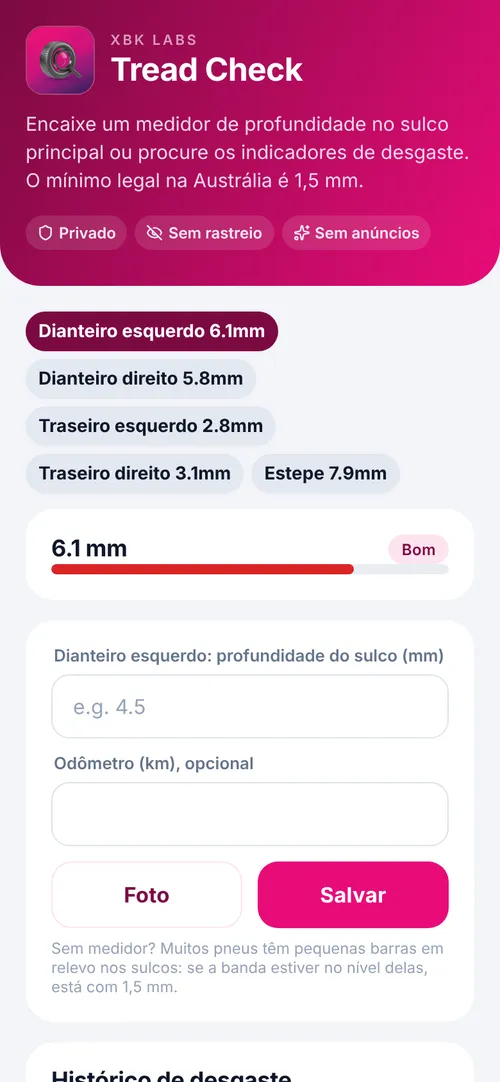 XBK LABS
Tread Check
Encaixe um medidor de profundidade no sulco
principal ou procure os indicadores de desgaste.
O mínimo legal na Austrália é 1,5 mm.
Privado
Sem rastreio
Sem anúncios
Dianteiro esquerdo 6.1mm
Dianteiro direito 5.8mm
Traseiro esquerdo 2.8mm
Traseiro direito 3.1mm
Estepe 7.9mm
6.1 mm
Bom
Dianteiro esquerdo: profundidade do sulco (mm)
e.g. 4.5
Odômetro (km), opcional
Foto
Salvar
Sem medidor? Muitos pneus têm pequenas barras em
relevo nos sulcos: se a banda estiver no nível delas,
está com 1,5 mm.
Histórico de desgaste